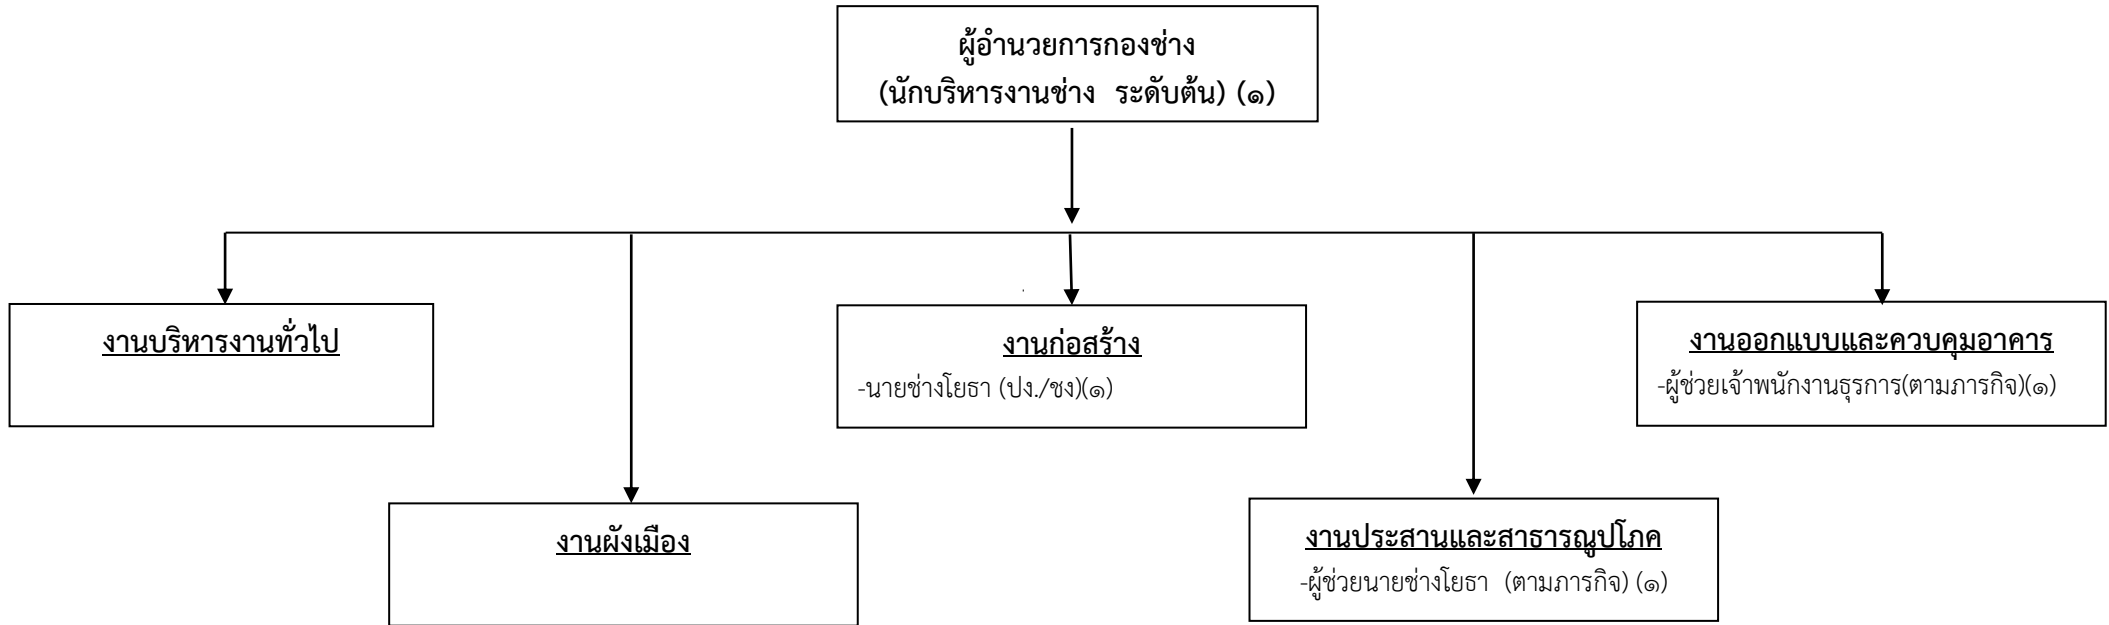 ผู้อำนวยการกองช่าง
(นักบริหารงานช่าง ระดับต้น) (๑)
งานบริหารงานทั่วไป
งานก่อสร้าง
-นายช่างโยธา (ปง./ชง)(๑)
งานออกแบบและควบคุมอาคาร
-ผู้ช่วยเจ้าพนักงานธุรการ(ตามภารกิจ)(๑)
งานผังเมือง
งานประสานและสาธารณูปโภค
-ผู้ช่วยนายช่างโยธา (ตามภารกิจ) (๑)